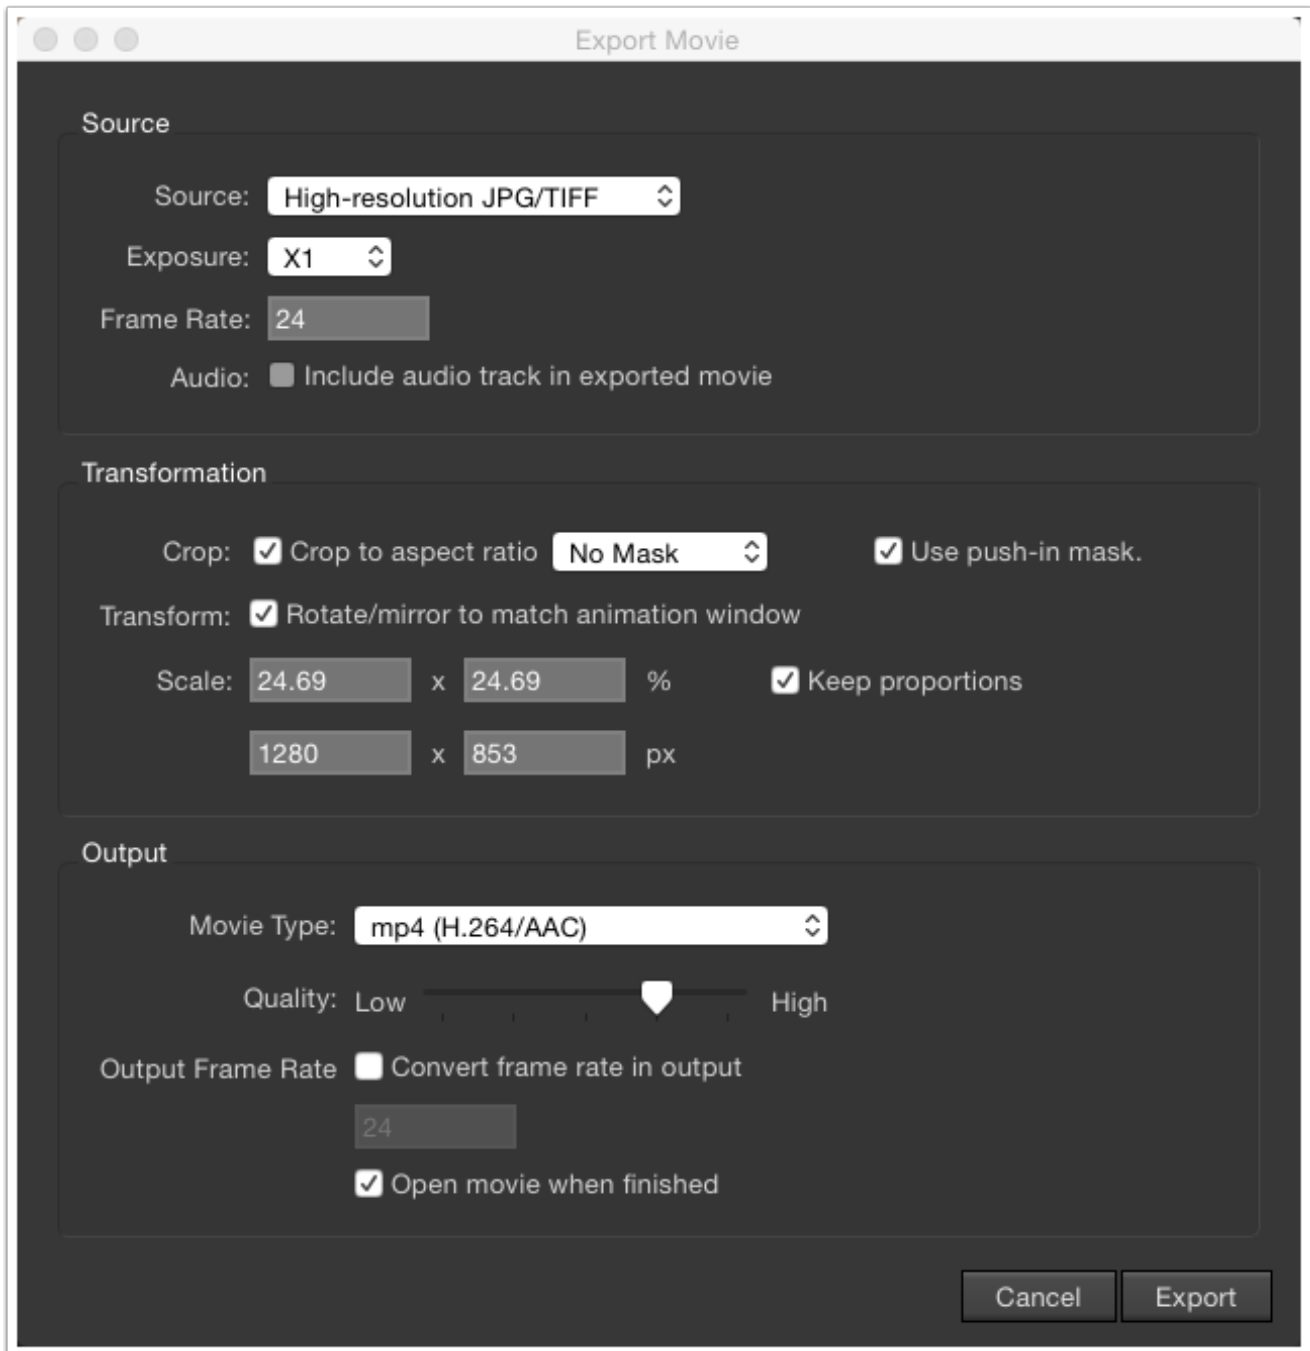 Export Movie
Source
Source: High-resolution JPG/TIFF
Exposure: X1
Frame Rate: 24
Audio: Include audio track in exported movie
Transformation
Crop: Crop to aspect ratio No Mask Use push-in mask.
Transform: Rotate/mirror to match animation window
Scale: 24.69 x 24.69 % Keep proportions
1280 x 853 px
Output
Movie Type: mp4 (H.264/AAC)
Quality: Low High
Output Frame Rate Convert frame rate in output
24
Open movie when finished
Cancel Export